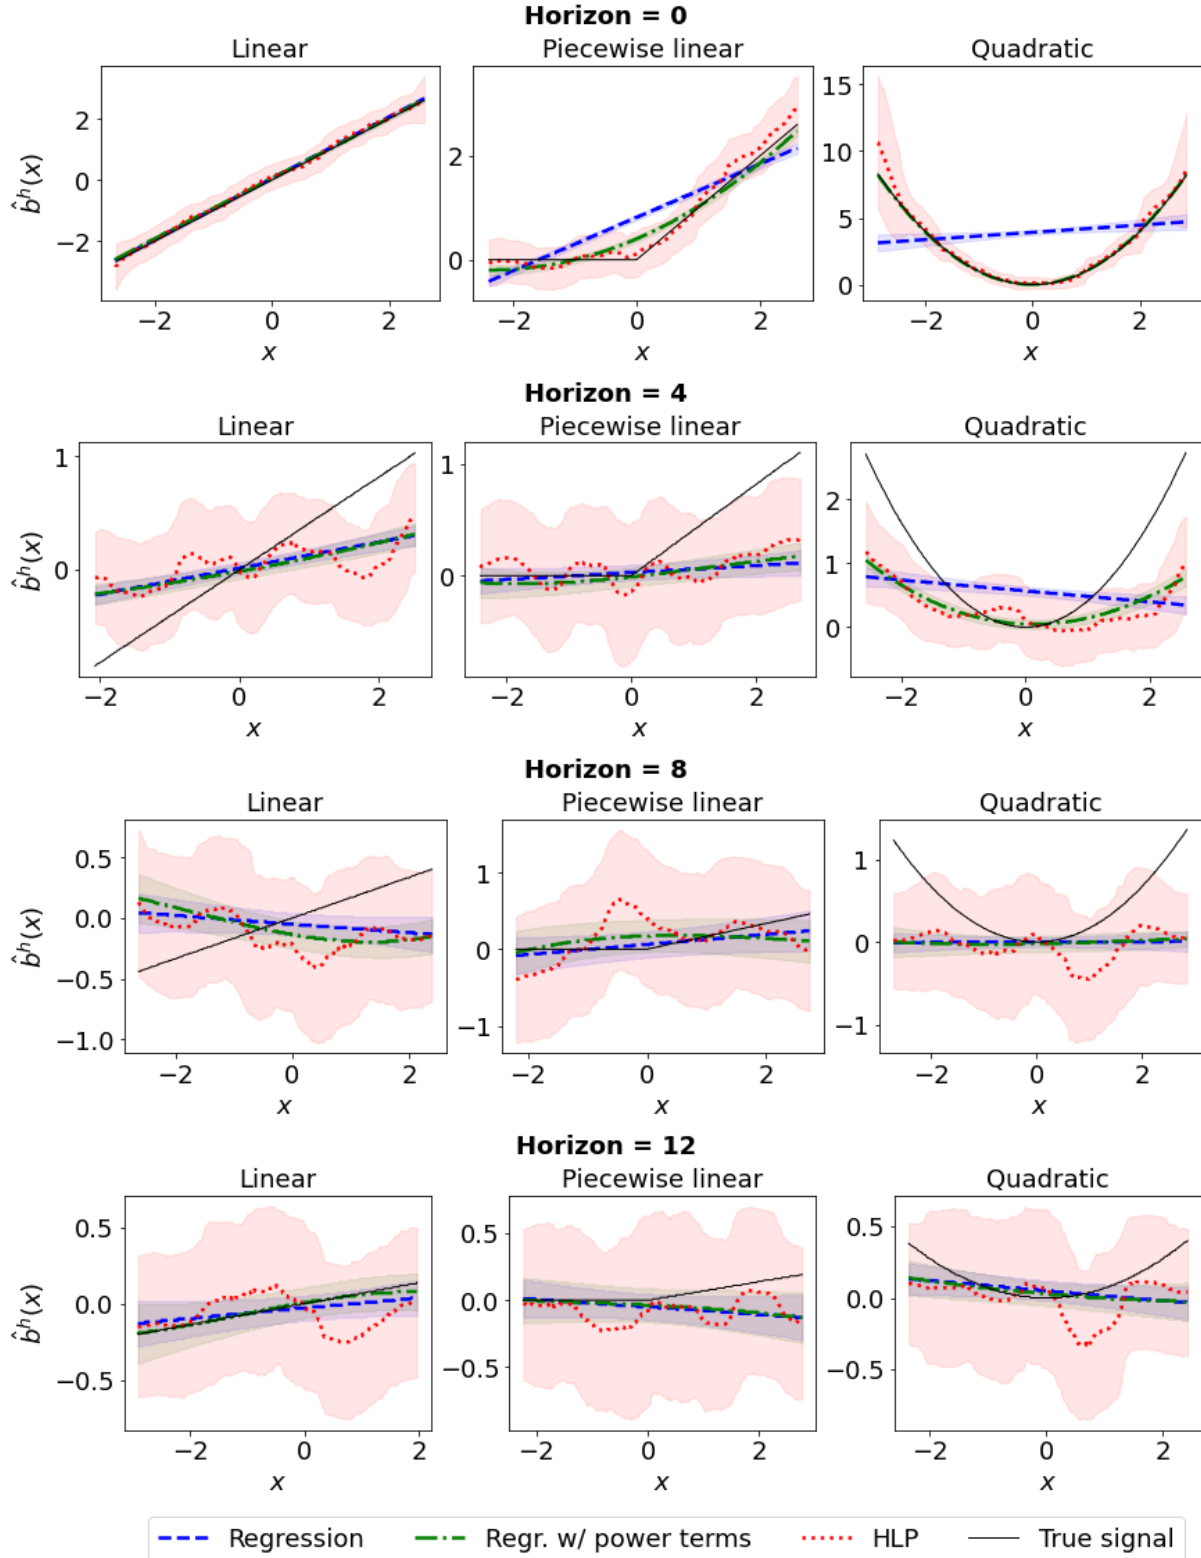 Horizon = 0
Linear Piecewise linear Quadratic
b̂ʰ(x)
2
0
−2
2
0
15
10
5
0
−2 0 2 −2 0 2 −2 0 2
x x x
Horizon = 4
Linear Piecewise linear Quadratic
b̂ʰ(x)
1
0
1
0
2
1
0
−2 0 2 −2 0 2 −2 0 2
x x x
Horizon = 8
Linear Piecewise linear Quadratic
b̂ʰ(x)
0.5
0.0
−0.5
−1.0
1
0
−1
1
0
−1
−2 0 2 −2 0 2 −2 0 2
x x x
Horizon = 12
Linear Piecewise linear Quadratic
b̂ʰ(x)
0.5
0.0
−0.5
0.5
0.0
−0.5
0.5
0.0
−0.5
−2 0 2 −2 0 2 −2 0 2
x x x
Regression Regr. w/ power terms HLP True signal